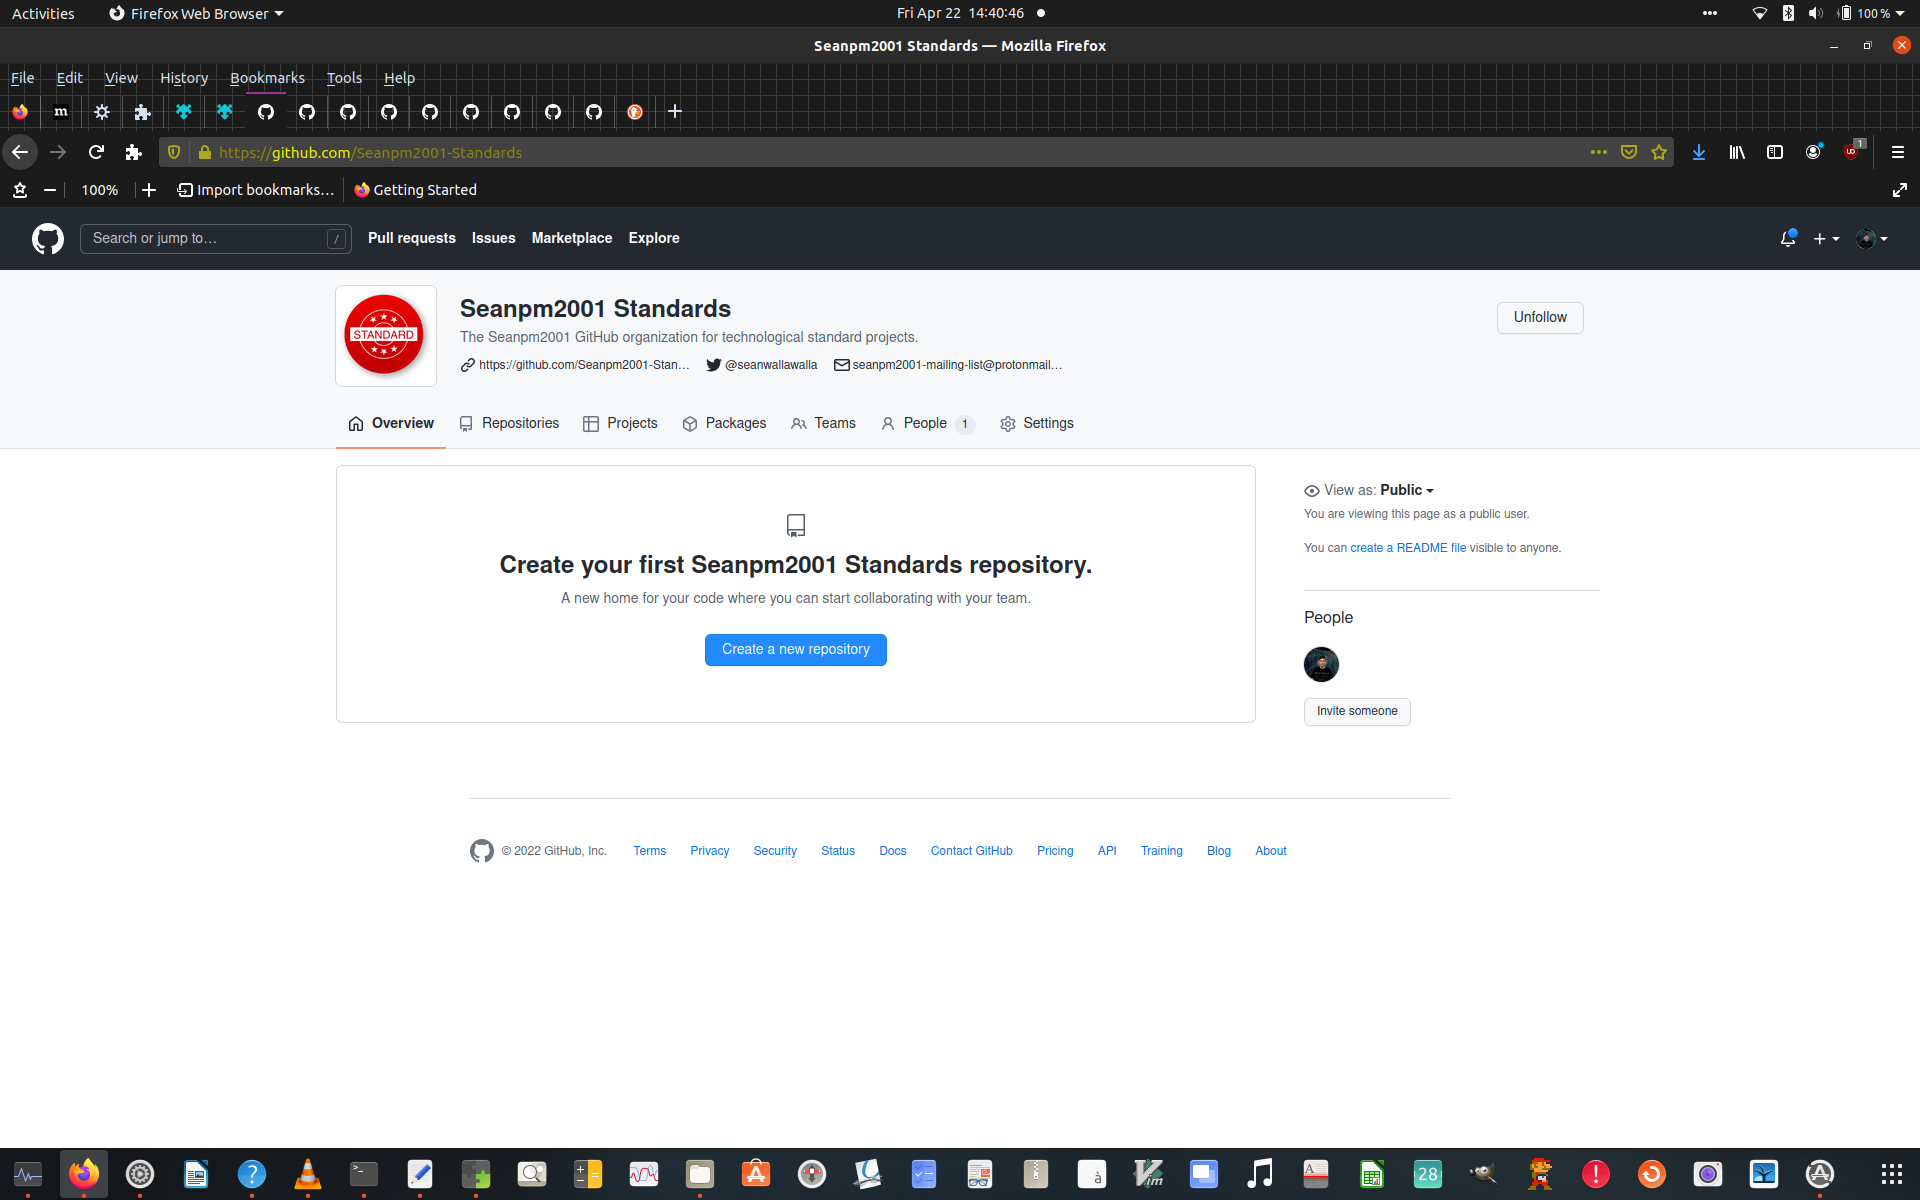 Activities Firefox Web Browser Fri Apr 22 14:40:46 100 %
Seanpm2001 Standards — Mozilla Firefox
File Edit View History Bookmarks Tools Help
m
https://github.com/Seanpm2001-Standards 1
100% Import bookmarks… Getting Started
Search or jump to… / Pull requests Issues Marketplace Explore
STANDARD
Seanpm2001 Standards
Unfollow
The Seanpm2001 GitHub organization for technological standard projects.
https://github.com/Seanpm2001-Stan… @seanwallawalla seanpm2001-mailing-list@protonmail…
Overview Repositories Projects Packages Teams People 1 Settings
View as: Public
You are viewing this page as a public user.
You can create a README file visible to anyone.
Create your first Seanpm2001 Standards repository.
A new home for your code where you can start collaborating with your team.
Create a new repository
People
Invite someone
© 2022 GitHub, Inc. Terms Privacy Security Status Docs Contact GitHub Pricing API Training Blog About
? >_ à Vim A 28 !